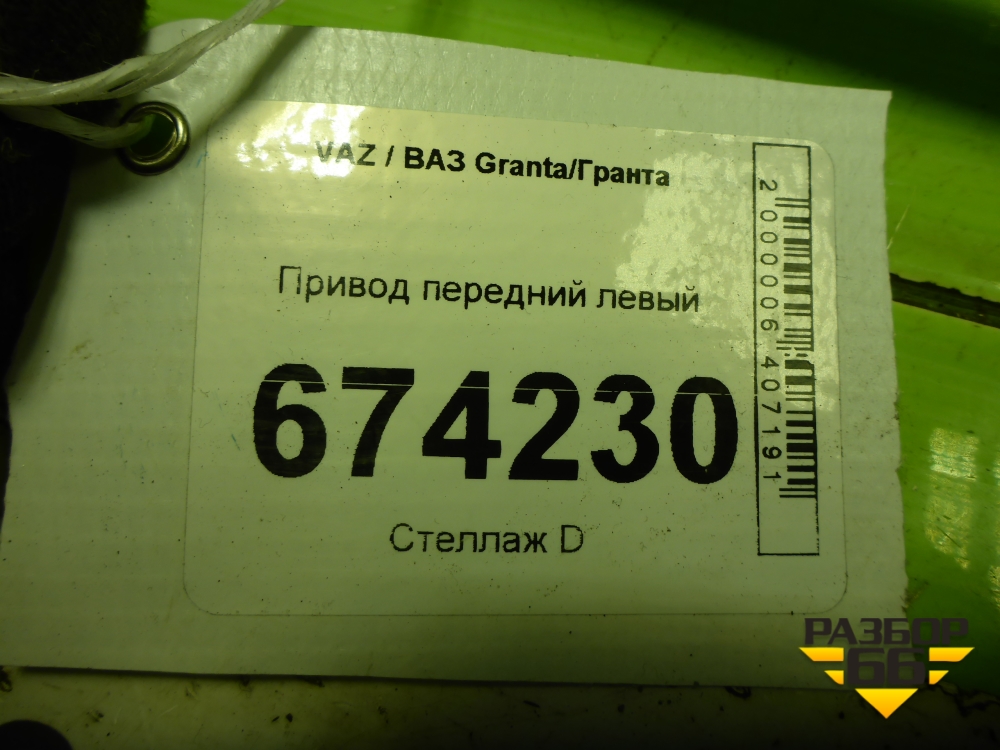 VAZ / ВАЗ Granta/Гранта
Привод передний левый
674230
Стеллаж D
2000006407191
РАЗБОР
66